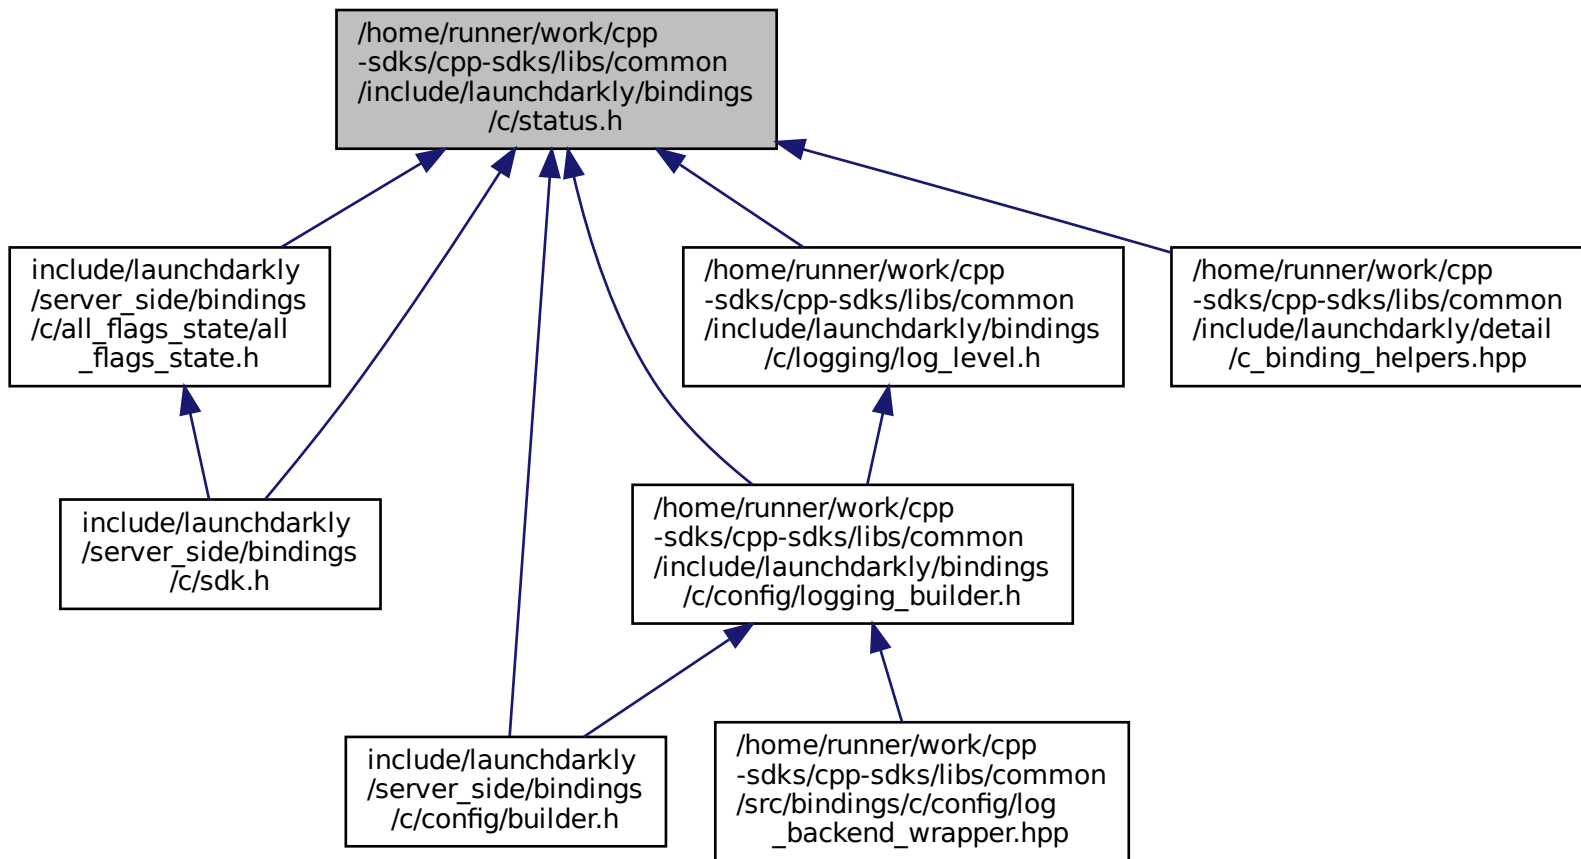 /home/runner/work/cpp
-sdks/cpp-sdks/libs/common
/include/launchdarkly/bindings
/c/status.h
include/launchdarkly
/server_side/bindings
/c/all_flags_state/all
_flags_state.h
/home/runner/work/cpp
-sdks/cpp-sdks/libs/common
/include/launchdarkly/bindings
/c/logging/log_level.h
/home/runner/work/cpp
-sdks/cpp-sdks/libs/common
/include/launchdarkly/detail
/c_binding_helpers.hpp
include/launchdarkly
/server_side/bindings
/c/sdk.h
/home/runner/work/cpp
-sdks/cpp-sdks/libs/common
/include/launchdarkly/bindings
/c/config/logging_builder.h
include/launchdarkly
/server_side/bindings
/c/config/builder.h
/home/runner/work/cpp
-sdks/cpp-sdks/libs/common
/src/bindings/c/config/log
_backend_wrapper.hpp